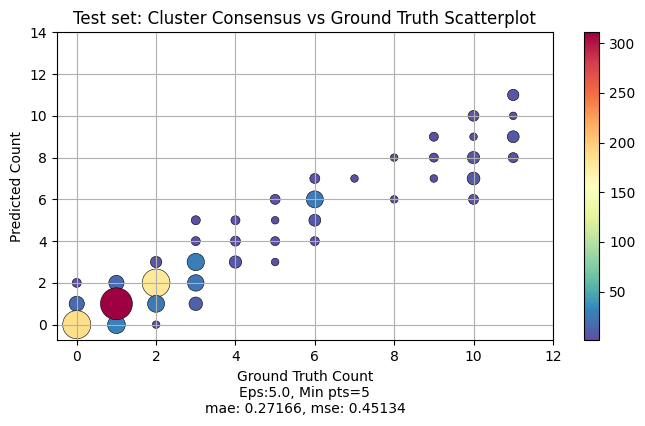 Test set: Cluster Consensus vs Ground Truth Scatterplot
14
12
10
8
6
4
2
0
Predicted Count
0 2 4 6 8 10 12
Ground Truth Count
Eps:5.0, Min pts=5
mae: 0.27166, mse: 0.45134
300
250
200
150
100
50